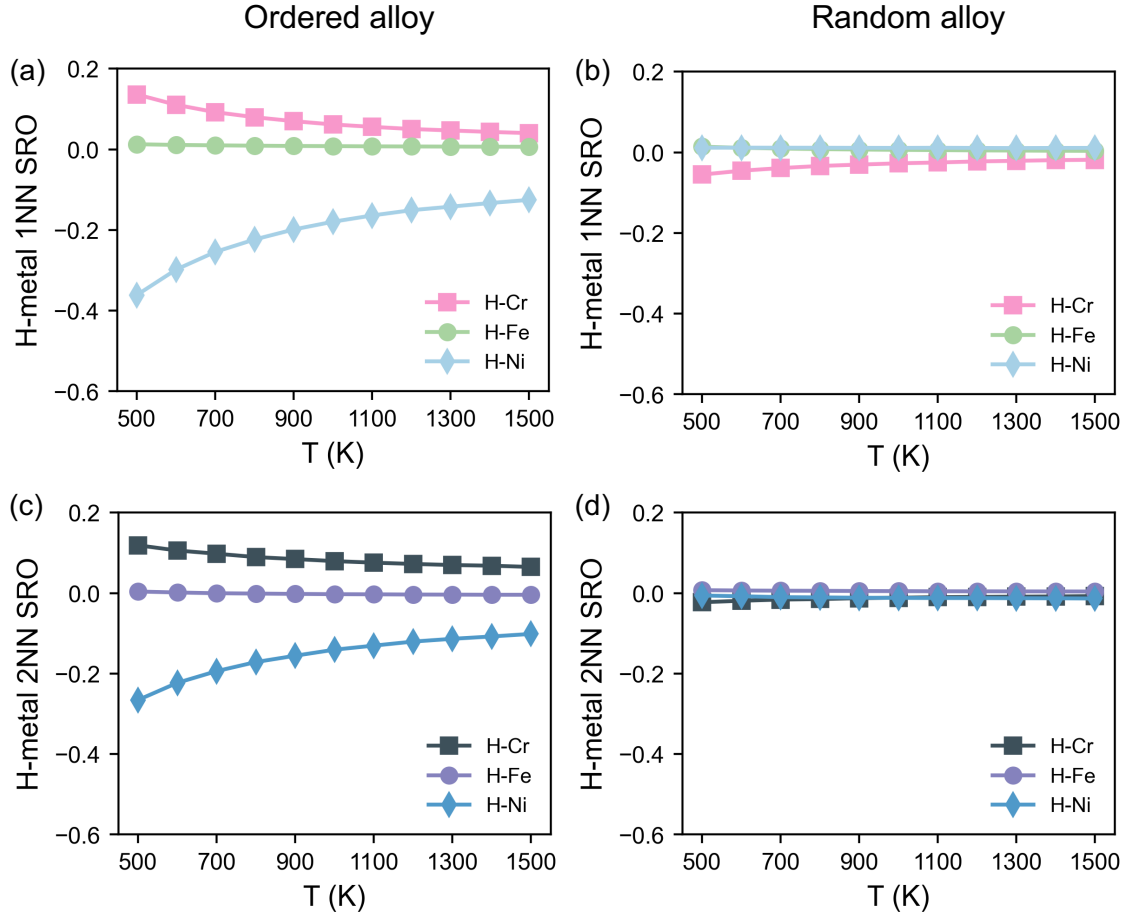 Ordered alloy
Random alloy
(a)
H-metal 1NN SRO
0.2
0.0
−0.2
−0.4
−0.6
H-Cr
H-Fe
H-Ni
500 700 900 1100 1300 1500
T (K)
(b)
H-metal 1NN SRO
0.2
0.0
−0.2
−0.4
−0.6
H-Cr
H-Fe
H-Ni
500 700 900 1100 1300 1500
T (K)
(c)
H-metal 2NN SRO
0.2
0.0
−0.2
−0.4
−0.6
H-Cr
H-Fe
H-Ni
500 700 900 1100 1300 1500
T (K)
(d)
H-metal 2NN SRO
0.2
0.0
−0.2
−0.4
−0.6
H-Cr
H-Fe
H-Ni
500 700 900 1100 1300 1500
T (K)